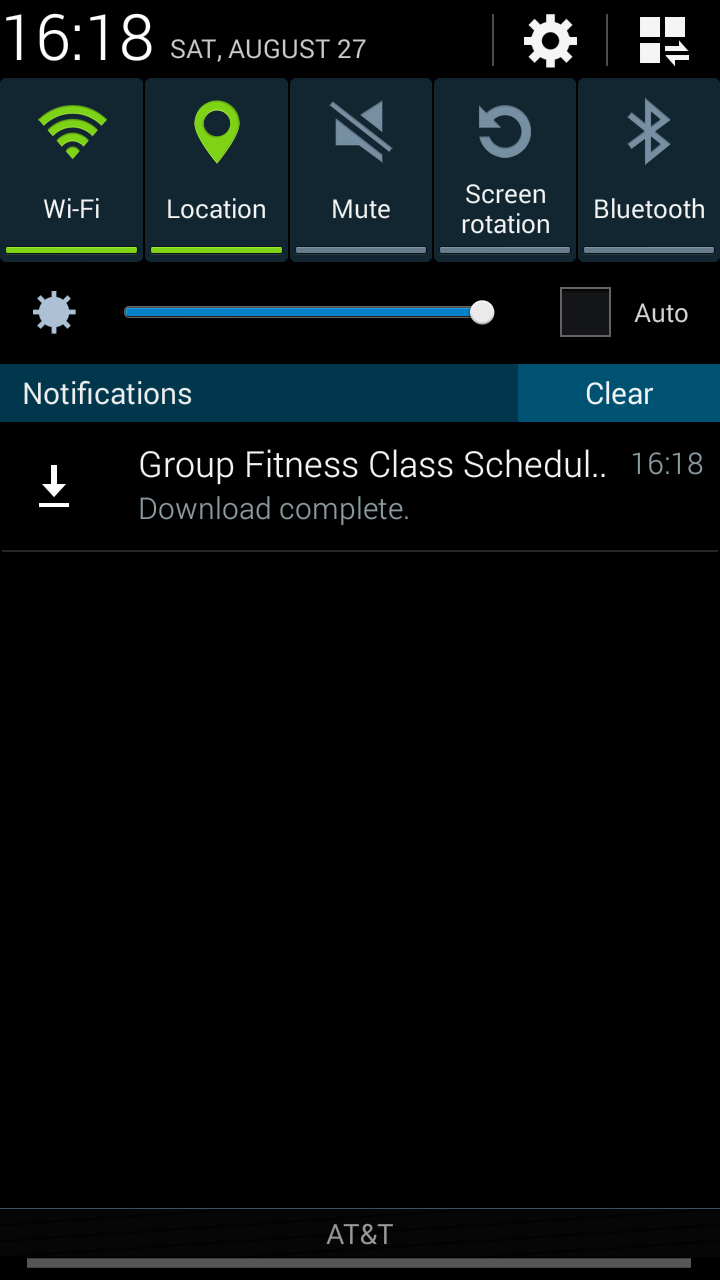 16:18 SAT, AUGUST 27
Wi-Fi
Location
Mute
Screen
rotation
Bluetooth
Auto
Notifications
Clear
Group Fitness Class Schedul.. 16:18
Download complete.
AT&T